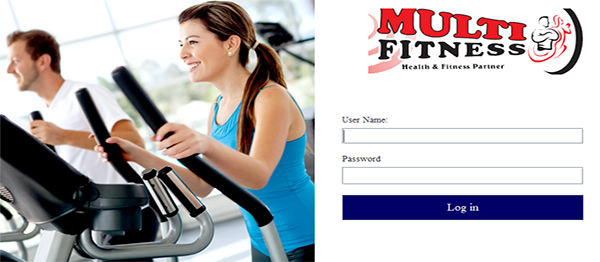 MULTI
FITNESS
Health & Fitness Partner
User Name:
Password
Log in